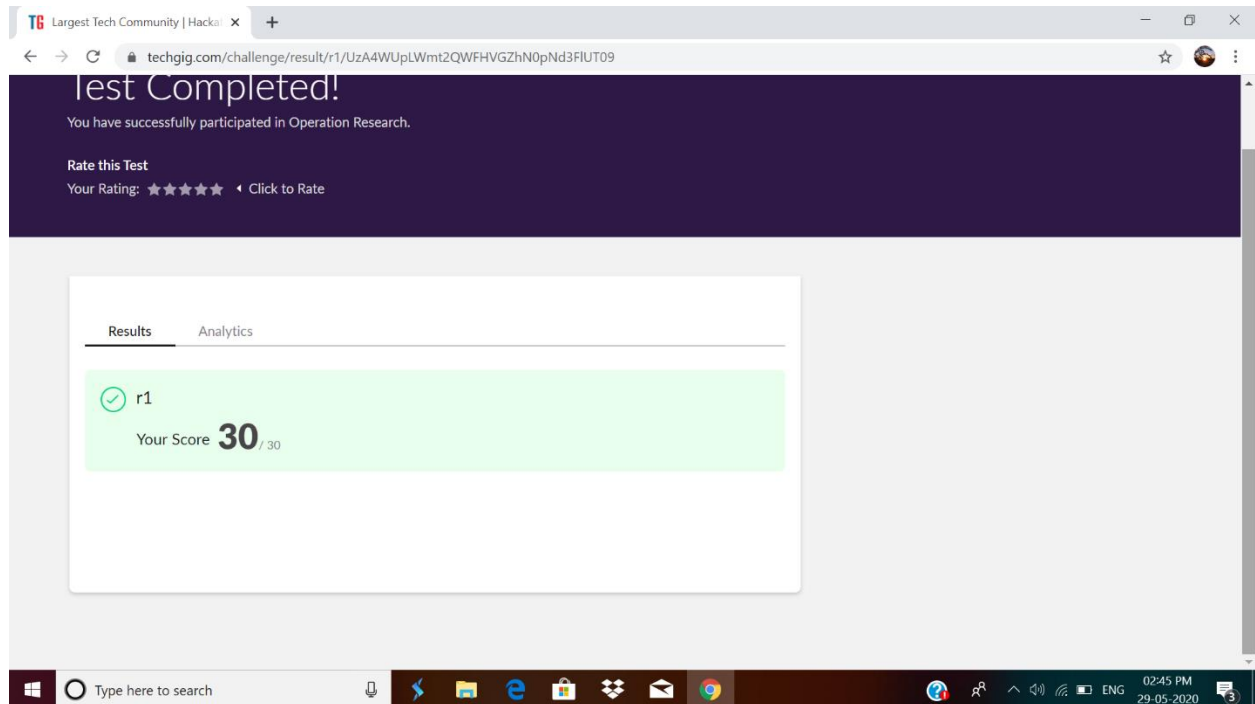 TG Largest Tech Community | Hacka
techgig.com/challenge/result/r1/UzA4WUpLWmt2QWFHVGZhN0pNd3FlUT09
Test Completed!
You have successfully participated in Operation Research.
Rate this Test
Your Rating: Click to Rate
Results Analytics
r1
Your Score 30 / 30
Type here to search
ENG
02:45 PM
29-05-2020
3